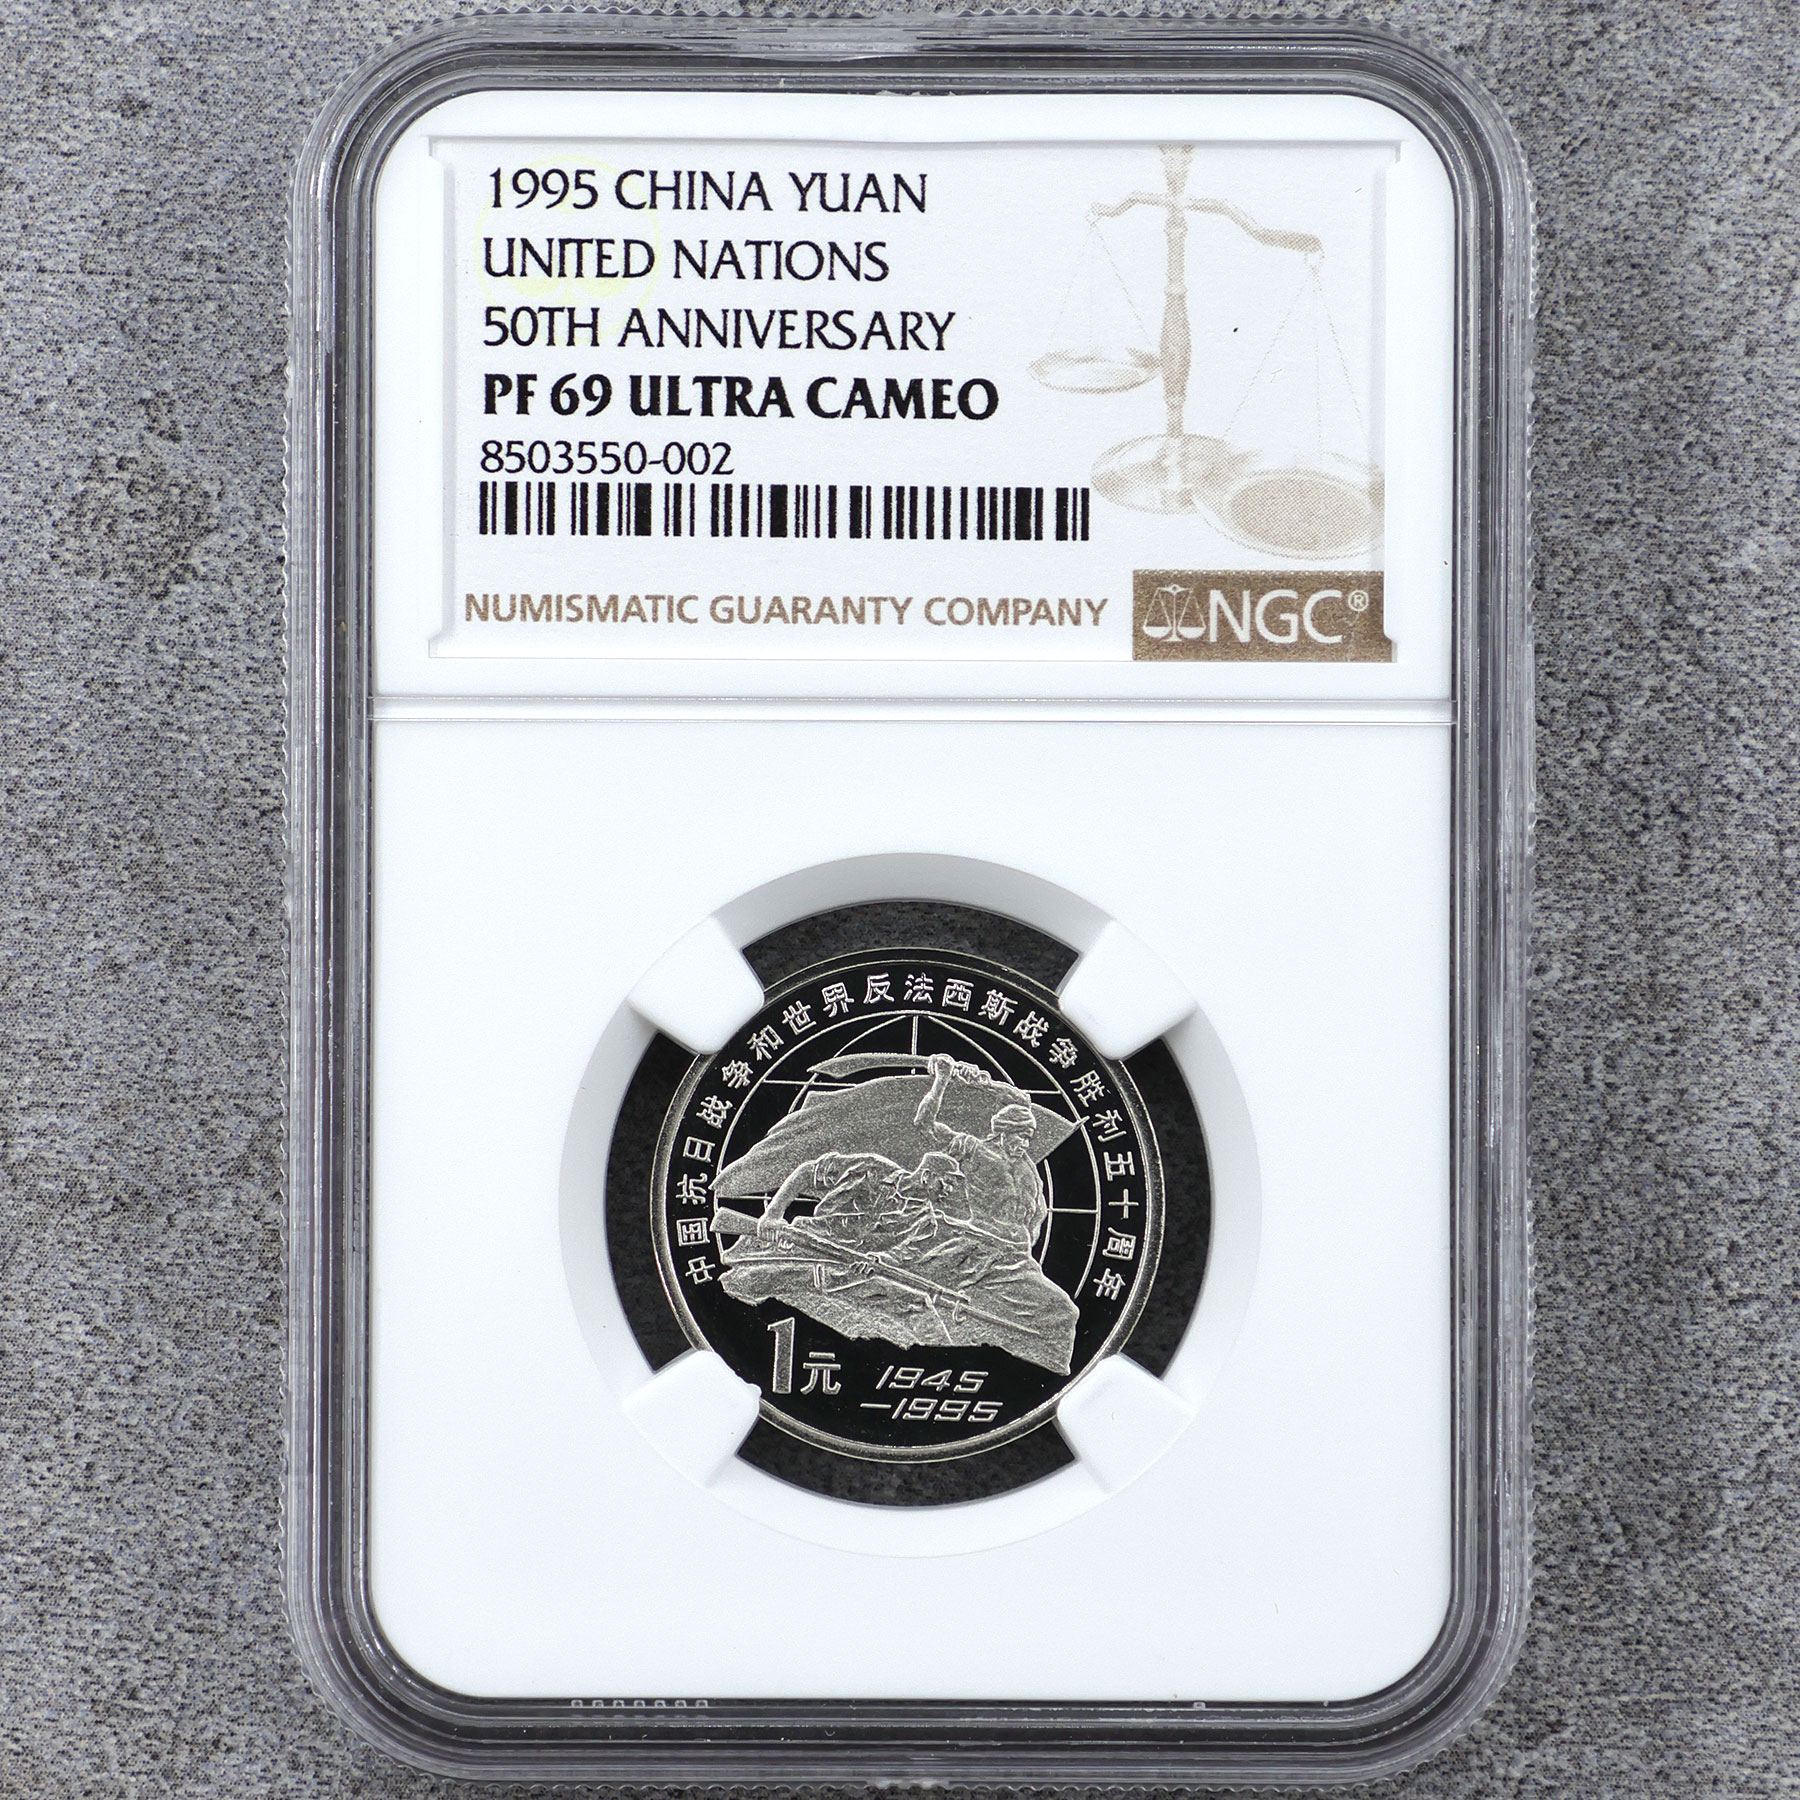 1995 CHINA YUAN
UNITED NATIONS
50TH ANNIVERSARY
PF 69 ULTRA CAMEO
8503550-002
NUMISMATIC GUARANTY COMPANY
NGC®
中国抗日战争和世界反法西斯战争胜利五十周年
1元
1945
-1995